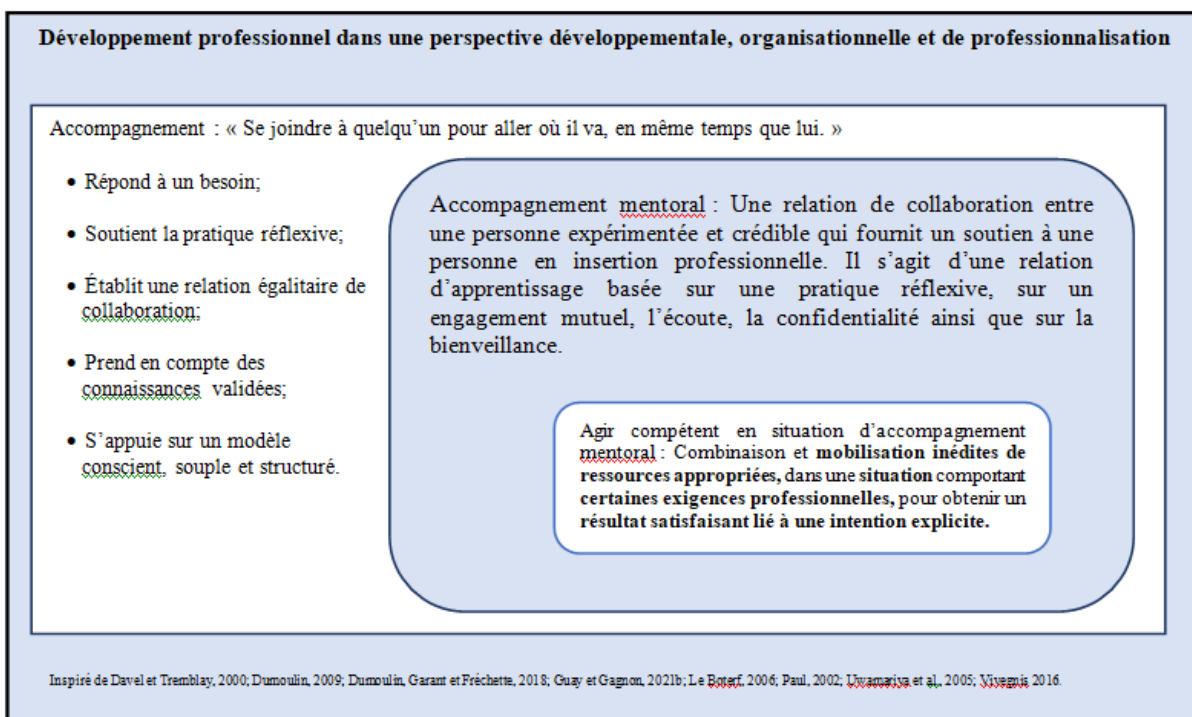 Développement professionnel dans une perspective développementale, organisationnelle et de professionnalisation
Accompagnement : « Se joindre à quelqu’un pour aller où il va, en même temps que lui. »
• Répond à un besoin;
• Soutient la pratique réflexive;
• Établit une relation égalitaire de
collaboration;
• Prend en compte des
connaissances validées;
• S’appuie sur un modèle
conscient, souple et structuré.
Accompagnement mentoral : Une relation de collaboration entre
une personne expérimentée et crédible qui fournit un soutien à une
personne en insertion professionnelle. Il s’agit d’une relation
d’apprentissage basée sur une pratique réflexive, sur un
engagement mutuel, l’écoute, la confidentialité ainsi que sur la
bienveillance.
Agir compétent en situation d’accompagnement
mentoral : Combinaison et mobilisation inédites de
ressources appropriées, dans une situation comportant
certaines exigences professionnelles, pour obtenir un
résultat satisfaisant lié à une intention explicite.
Inspiré de Davel et Tremblay, 2000; Dumoulin, 2009; Dumoulin, Garant et Fréchette, 2018; Guay et Gagnon, 2021b; Le Boterf, 2006; Paul, 2002; Uwamariya et al., 2005; Vivegnis 2016.